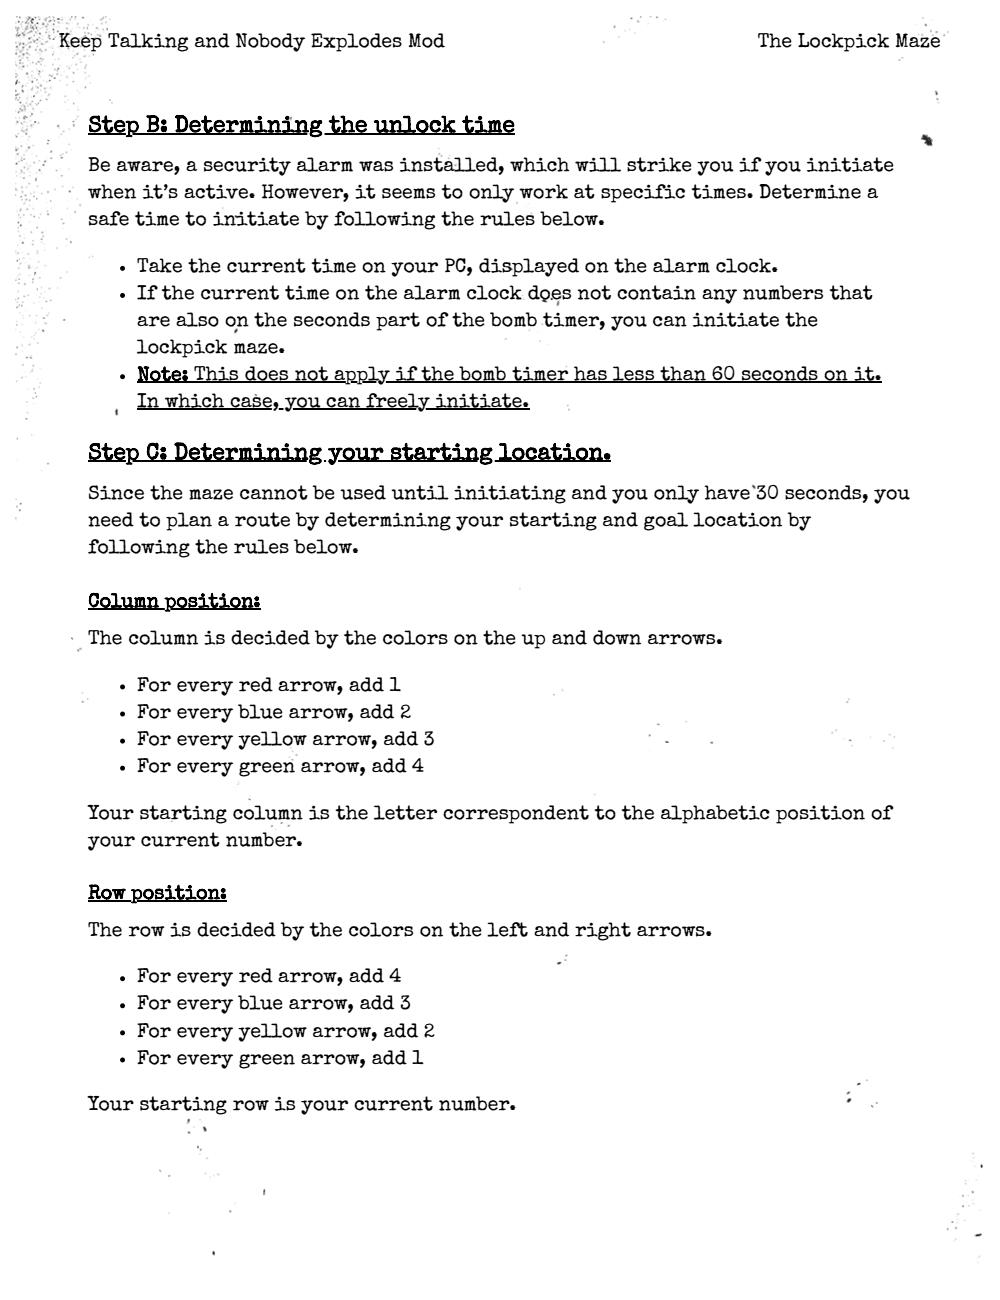 Keep Talking and Nobody Explodes Mod
The Lockpick Maze
Step B: Determining the unlock time
Be aware, a security alarm was installed, which will strike you if you initiate
when it's active. However, it seems to only work at specific times. Determine a
safe time to initiate by following the rules below.
• Take the current time on your PC, displayed on the alarm clock.
• If the current time on the alarm clock does not contain any numbers that
are also on the seconds part of the bomb timer, you can initiate the
lockpick maze.
• Note: This does not apply if the bomb timer has less than 60 seconds on it.
In which case, you can freely initiate.
Step C: Determining your starting location.
Since the maze cannot be used until initiating and you only have 30 seconds, you
need to plan a route by determining your starting and goal location by
following the rules below.
Column position:
The column is decided by the colors on the up and down arrows.
• For every red arrow, add 1
• For every blue arrow, add 2
• For every yellow arrow, add 3
• For every green arrow, add 4
Your starting column is the letter correspondent to the alphabetic position of
your current number.
Row position:
The row is decided by the colors on the left and right arrows.
• For every red arrow, add 4
• For every blue arrow, add 3
• For every yellow arrow, add 2
• For every green arrow, add 1
Your starting row is your current number.